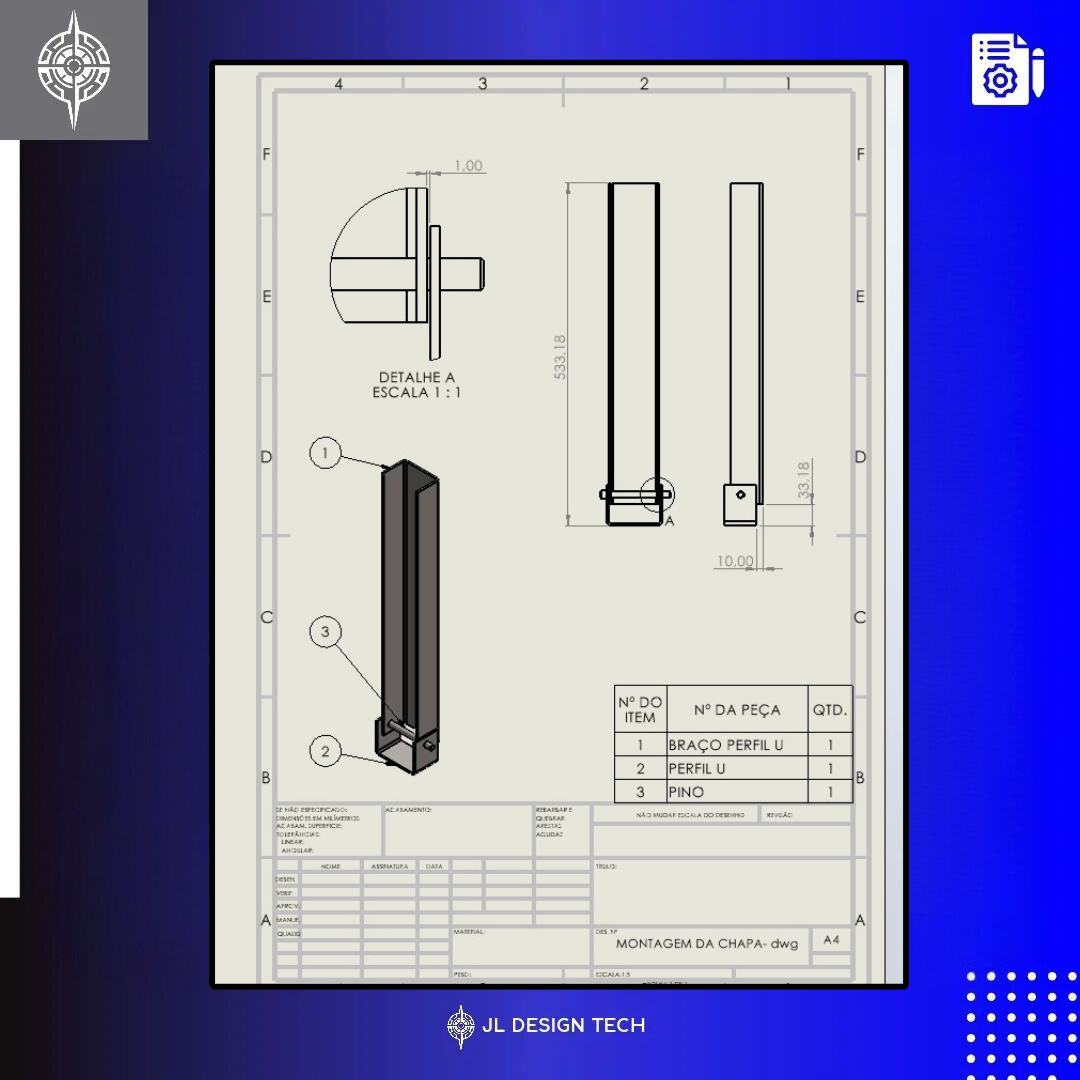 4 3 2 1
F F
1,00
E E
533,18
DETALHE A
ESCALA 1 : 1
1
D D
33,18
A
10,00
C C
3
Nº DO ITEM Nº DA PEÇA QTD.
1 BRAÇO PERFIL U 1
2 PERFIL U 1
3 PINO 1
2
B B
SE NÃO ESPECIFICADO:
DIMENSÕES EM MILÍMETROS
ACABAM. SUPERFÍCIE:
TOLERÂNCIAS:
LINEAR:
ANGULAR:
ACABAMENTO:
REBARBAR E
QUEBRAR
ARESTAS
AGUDAS
NÃO MUDAR ESCALA DO DESENHO REVISÃO
NOME ASSINATURA DATA
TÍTULO:
DESEN.
VERIF.
APROV.
MANUF.
QUALID
A A
MATERIAL:
DES. Nº
MONTAGEM DA CHAPA- dwg A4
PESO:
ESCALA:1:5
JL DESIGN TECH